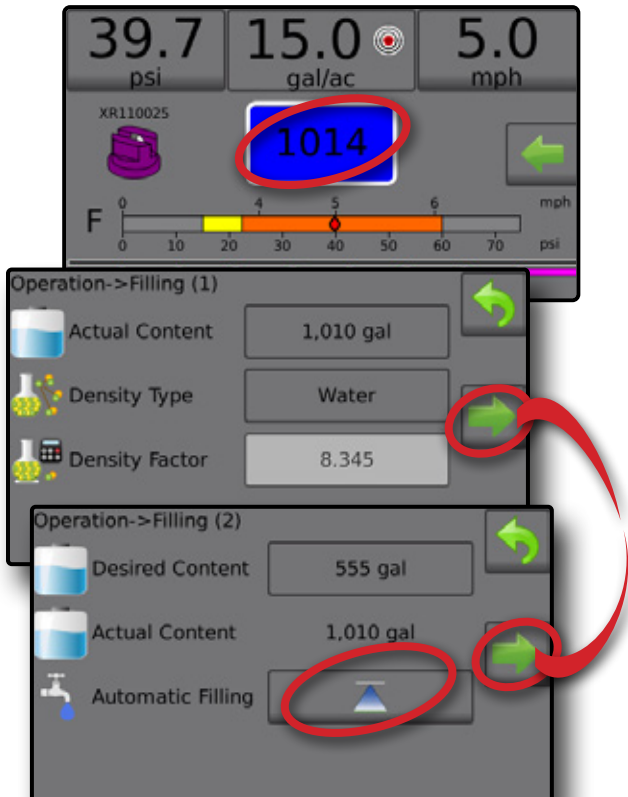 39.7 15.0 5.0
psi gal/ac mph
XR110025
1014
0 4 5 6 mph
F
0 10 20 30 40 50 60 70 psi
Operation->Filling (1)
Actual Content 1,010 gal
Density Type Water
Density Factor 8.345
Operation->Filling (2)
Desired Content 555 gal
Actual Content 1,010 gal
Automatic Filling